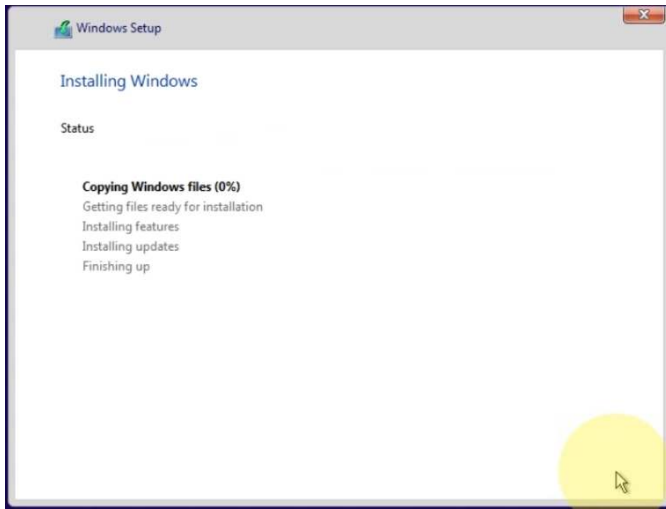 Windows Setup
Installing Windows
Status
Copying Windows files (0%)
Getting files ready for installation
Installing features
Installing updates
Finishing up